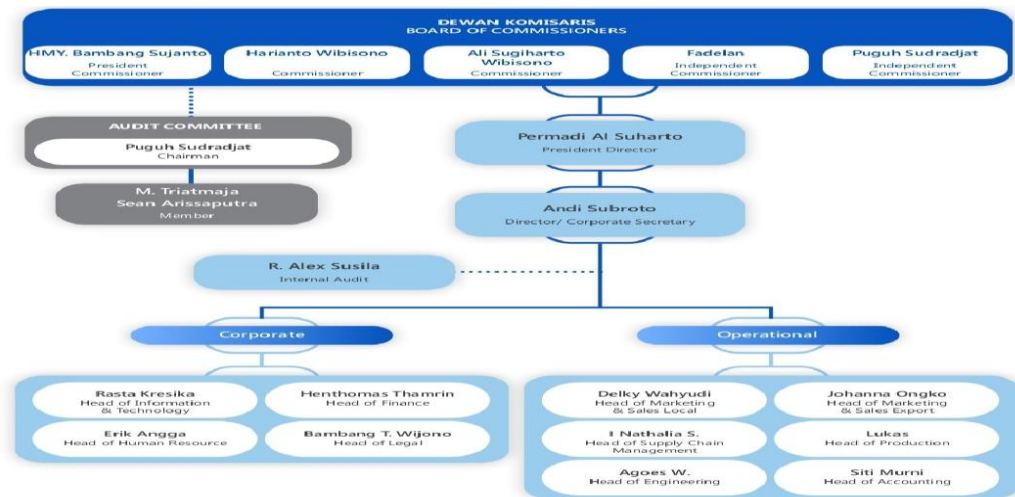 DEWAN KOMISARIS
BOARD OF COMMISSIONERS
HMY. Bambang Sujanto
President
Commissioner
Harianto Wibisono
Commissioner
Ali Sugiharto
Wibisono
Commissioner
Fadelan
Independent
Commissioner
Puguh Sudradjat
Independent
Commissioner
AUDIT COMMITTEE
Puguh Sudradjat
Chairman
M. Triatmaja
Sean Arissaputra
Member
Permadi Al Suharto
President Director
Andi Subroto
Director/ Corporate Secretary
R. Alex Susila
Internal Audit
Corporate
Rasta Kresika
Head of Information
& Technology
Henthomas Thamrin
Head of Finance
Erik Angga
Head of Human Resource
Bambang T. Wijono
Head of Legal
Operational
Delky Wahyudi
Head of Marketing
& Sales Local
Johanna Ongko
Head of Marketing
& Sales Export
I Nathalia S.
Head of Supply Chain
Management
Lukas
Head of Production
Agoes W.
Head of Engineering
Siti Murni
Head of Accounting